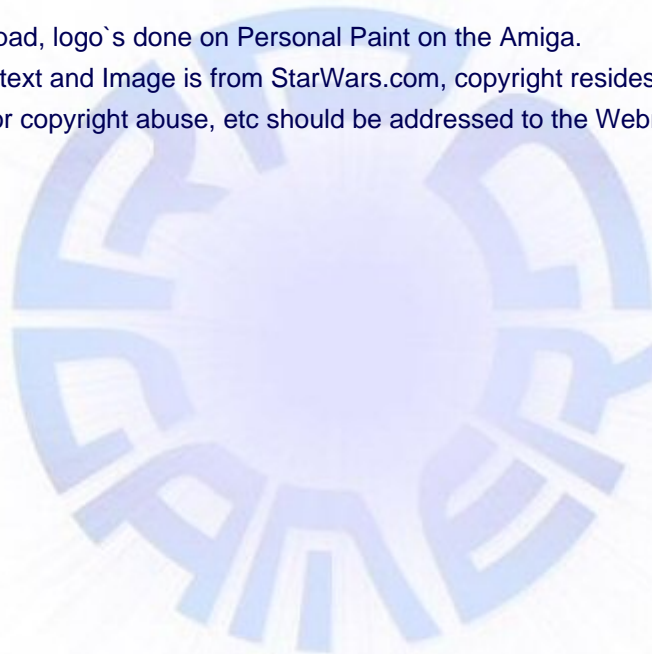 oad, logo`s done on Personal Paint on the Amiga.
text and Image is from StarWars.com, copyright resides
or copyright abuse, etc should be addressed to the Web